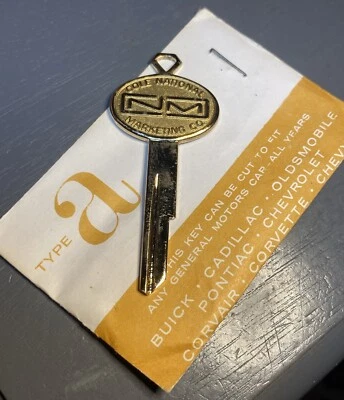 COLE NATIONAL
NM
MARKETING CO
TYPE
a
THIS KEY CAN BE CUT TO FIT
ANY GENERAL MOTORS CAR - ALL YEARS
BUICK · CADILLAC · OLDSMOBILE
PONTIAC · CHEVROLET
CORVAIR · CORVETTE · CHEVY